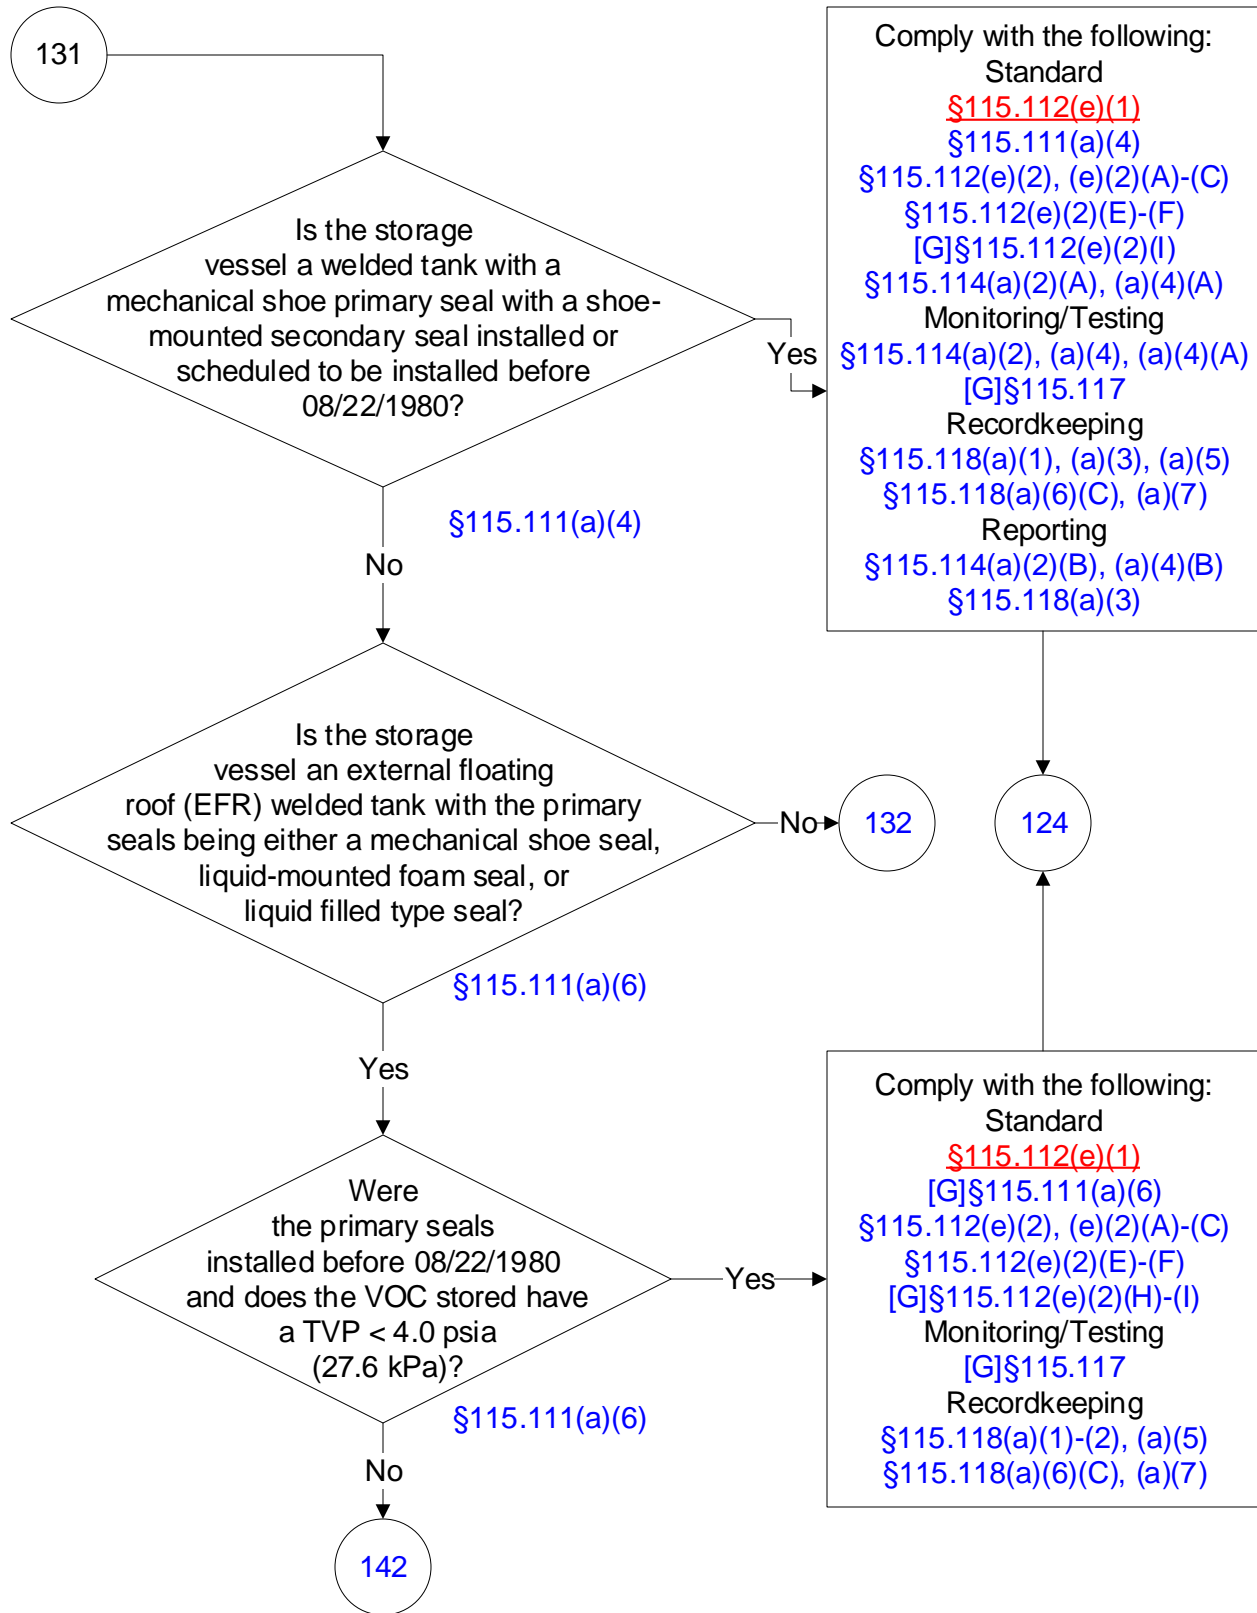 131
Is the storage
vessel a welded tank with a
mechanical shoe primary seal with a shoe-
mounted secondary seal installed or
scheduled to be installed before
08/22/1980?
Yes
§115.111(a)(4)
No
Comply with the following:
Standard
§115.112(e)(1)
§115.111(a)(4)
§115.112(e)(2), (e)(2)(A)-(C)
§115.112(e)(2)(E)-(F)
[G]§115.112(e)(2)(I)
§115.114(a)(2)(A), (a)(4)(A)
Monitoring/Testing
§115.114(a)(2), (a)(4), (a)(4)(A)
[G]§115.117
Recordkeeping
§115.118(a)(1), (a)(3), (a)(5)
§115.118(a)(6)(C), (a)(7)
Reporting
§115.114(a)(2)(B), (a)(4)(B)
§115.118(a)(3)
Is the storage
vessel an external floating
roof (EFR) welded tank with the primary
seals being either a mechanical shoe seal,
liquid-mounted foam seal, or
liquid filled type seal?
No
132
124
§115.111(a)(6)
Yes
Were
the primary seals
installed before 08/22/1980
and does the VOC stored have
a TVP < 4.0 psia
(27.6 kPa)?
Yes
§115.111(a)(6)
No
142
Comply with the following:
Standard
§115.112(e)(1)
[G]§115.111(a)(6)
§115.112(e)(2), (e)(2)(A)-(C)
§115.112(e)(2)(E)-(F)
[G]§115.112(e)(2)(H)-(I)
Monitoring/Testing
[G]§115.117
Recordkeeping
§115.118(a)(1)-(2), (a)(5)
§115.118(a)(6)(C), (a)(7)